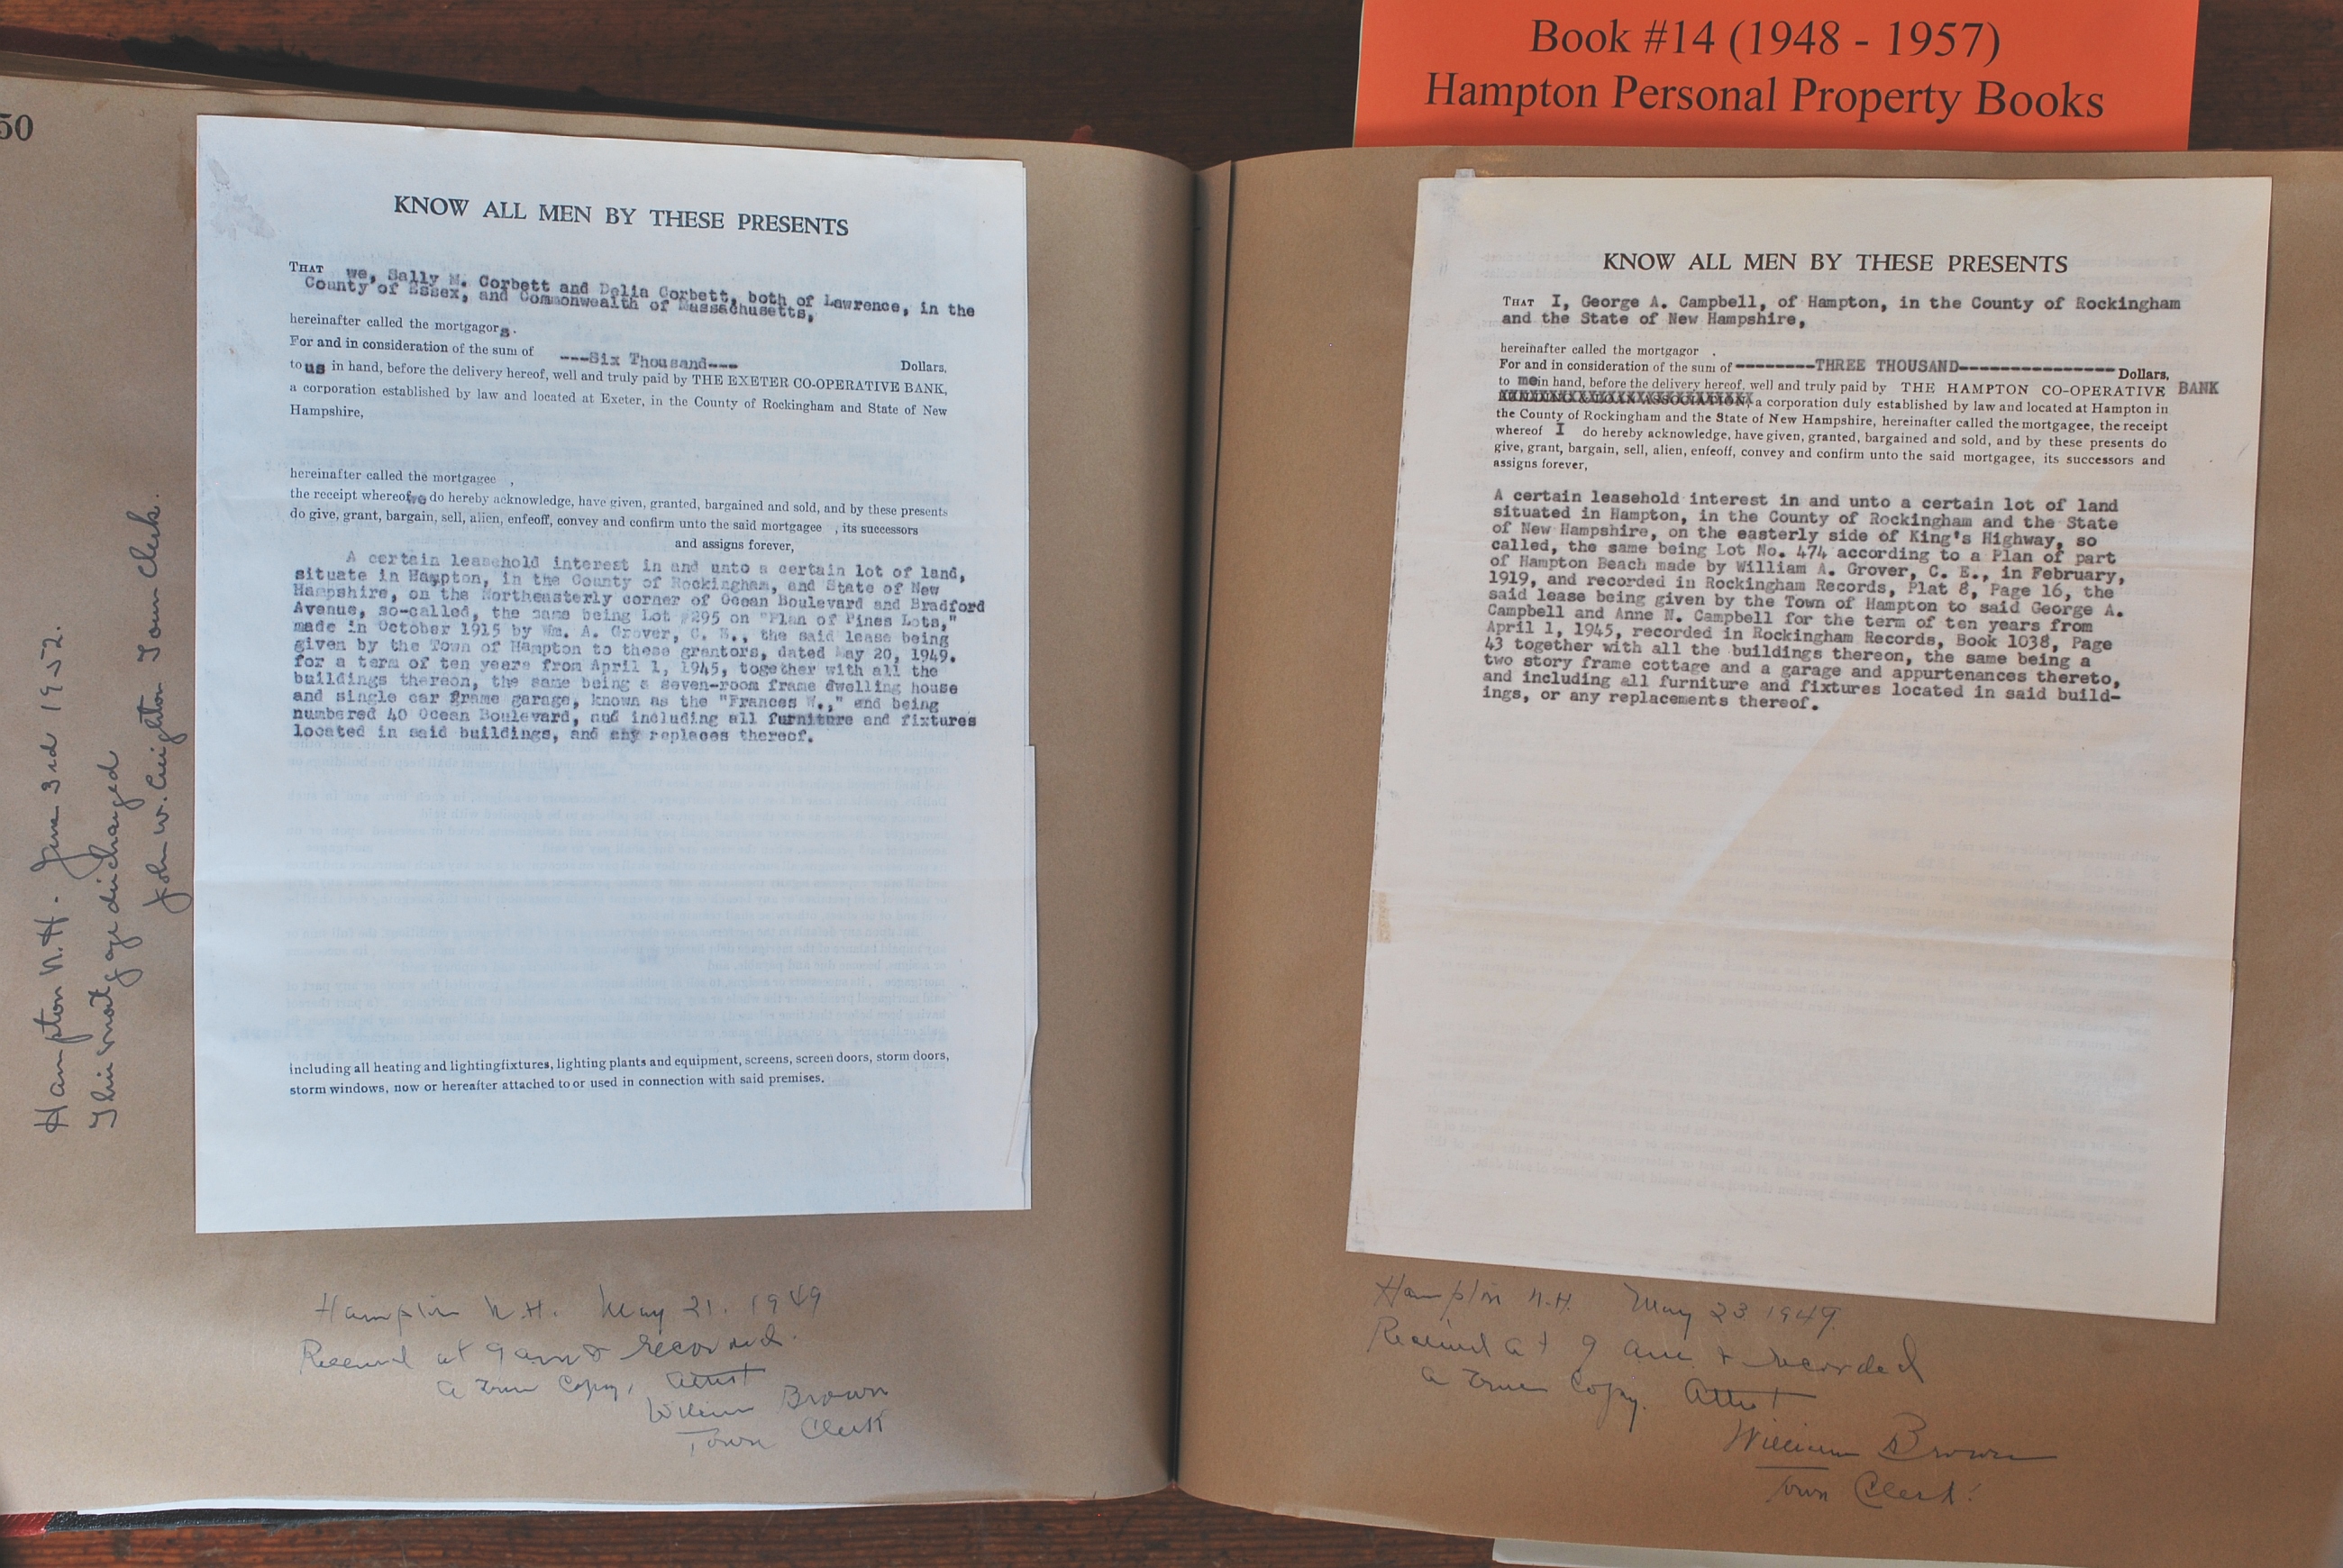 Book #14 (1948 - 1957)
Hampton Personal Property Books
50
KNOW ALL MEN BY THESE PRESENTS
THAT we, Sally M. Corbett and Delia Corbett, both of Lawrence, in the
County of Essex, and Commonwealth of Massachusetts,
hereinafter called the mortgagors.
For and in consideration of the sum of ---Six Thousand--- Dollars,
to us in hand, before the delivery hereof, well and truly paid by THE EXETER CO-OPERATIVE BANK,
a corporation established by law and located at Exeter, in the County of Rockingham and State of New
Hampshire,
hereinafter called the mortgagee ,
the receipt whereof we do hereby acknowledge, have given, granted, bargained and sold, and by these presents
do give, grant, bargain, sell, alien, enfeoff, convey and confirm unto the said mortgagee , its successors
and assigns forever,
A certain leasehold interest in and unto a certain lot of land,
situate in Hampton, in the County of Rockingham, and State of New
Hampshire, on the Northeasterly corner of Ocean Boulevard and Bradford
Avenue, so-called, the same being Lot #295 on "Plan of Pines Lots,"
made in October 1915 by Wm. A. Grover, C. E., the said lease being
given by the Town of Hampton to these grantors, dated May 20, 1949.
for a term of ten years from April 1, 1945, together with all the
buildings thereon, the same being a seven-room frame dwelling house
and single car frame garage, known as the "Frances W.," and being
numbered 40 Ocean Boulevard, and including all furniture and fixtures
located in said buildings, and any replaces thereof.
including all heating and lightingfixtures, lighting plants and equipment, screens, screen doors, storm doors,
storm windows, now or hereafter attached to or used in connection with said premises.
Hampton N.H. May 21. 1949
Received at 9 am & recorded.
a True Copy, Attest
William Brown
Town Clerk
Hampton N.H. June 3rd 1952.
This mortgage discharged
John W. Creighton Town Clerk.
KNOW ALL MEN BY THESE PRESENTS
THAT I, George A. Campbell, of Hampton, in the County of Rockingham
and the State of New Hampshire,
hereinafter called the mortgagor .
For and in consideration of the sum of --------THREE THOUSAND---------------- Dollars,
to me in hand, before the delivery hereof, well and truly paid by THE HAMPTON CO-OPERATIVE BANK
a corporation duly established by law and located at Hampton in
the County of Rockingham and the State of New Hampshire, hereinafter called the mortgagee, the receipt
whereof I do hereby acknowledge, have given, granted, bargained and sold, and by these presents do
give, grant, bargain, sell, alien, enfeoff, convey and confirm unto the said mortgagee, its successors and
assigns forever,
A certain leasehold interest in and unto a certain lot of land
situated in Hampton, in the County of Rockingham and the State
of New Hampshire, on the easterly side of King's Highway, so
called, the same being Lot No. 474 according to a Plan of part
of Hampton Beach made by William A. Grover, C. E., in February,
1919, and recorded in Rockingham Records, Plat 8, Page 16, the
said lease being given by the Town of Hampton to said George A.
Campbell and Anne N. Campbell for the term of ten years from
April 1, 1945, recorded in Rockingham Records, Book 1038, Page
43 together with all the buildings thereon, the same being a
two story frame cottage and a garage and appurtenances thereto,
and including all furniture and fixtures located in said build-
ings, or any replacements thereof.
Hampton N.H. May 23 1949.
Received at 9 am. & recorded
a True Copy. Attest
William Brown
Town Clerk.